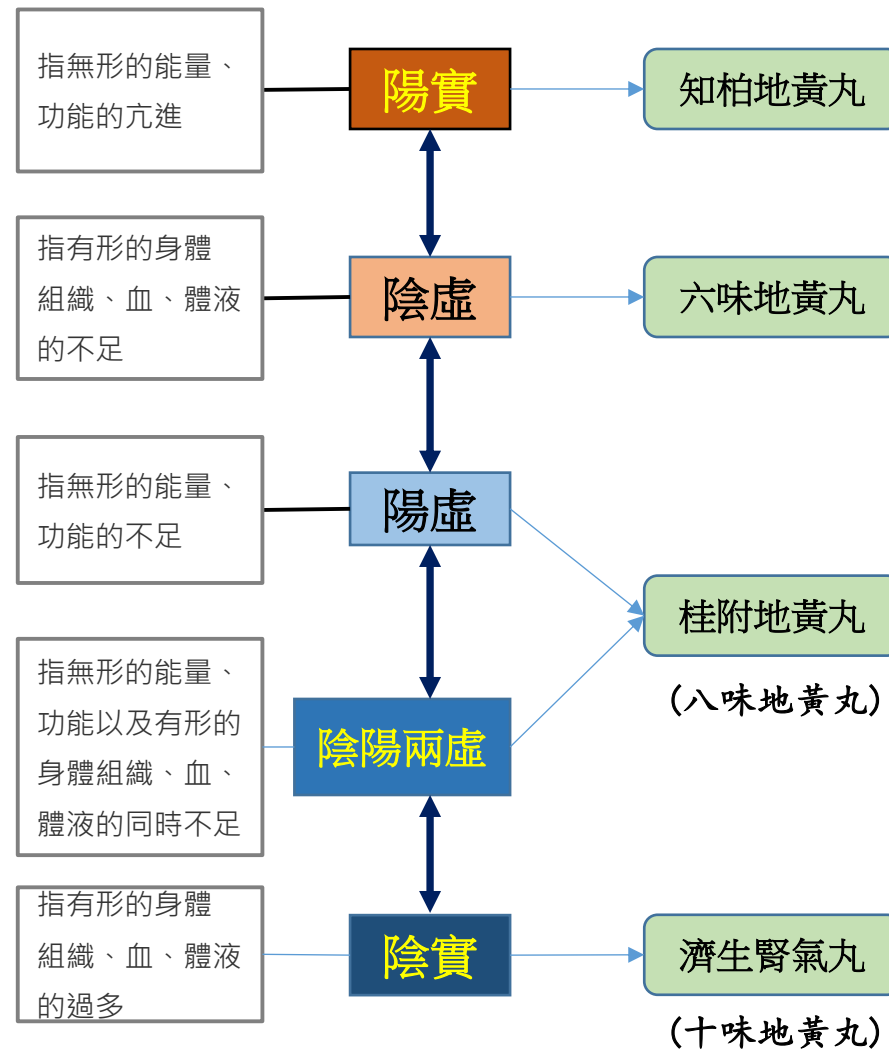 指無形的能量、
功能的亢進
陽實
知柏地黃丸
指有形的身體
組織、血、體液
的不足
陰虛
六味地黃丸
指無形的能量、
功能的不足
陽虛
桂附地黃丸
(八味地黃丸)
指無形的能量、
功能以及有形的
身體組織、血、
體液的同時不足
陰陽兩虛
指有形的身體
組織、血、體液
的過多
陰實
濟生腎氣丸
(十味地黃丸)